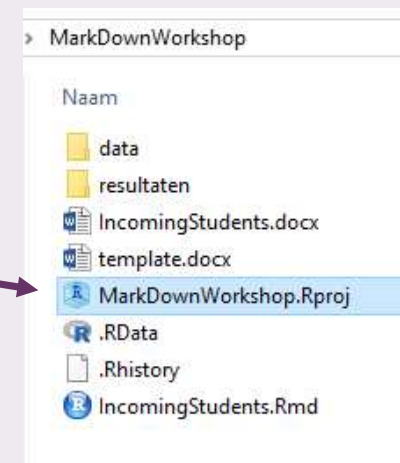 MarkDownWorkshop
Naam
data
resultaten
IncomingStudents.docx
template.docx
MarkDownWorkshop.Rproj
.RData
.Rhistory
IncomingStudents.Rmd